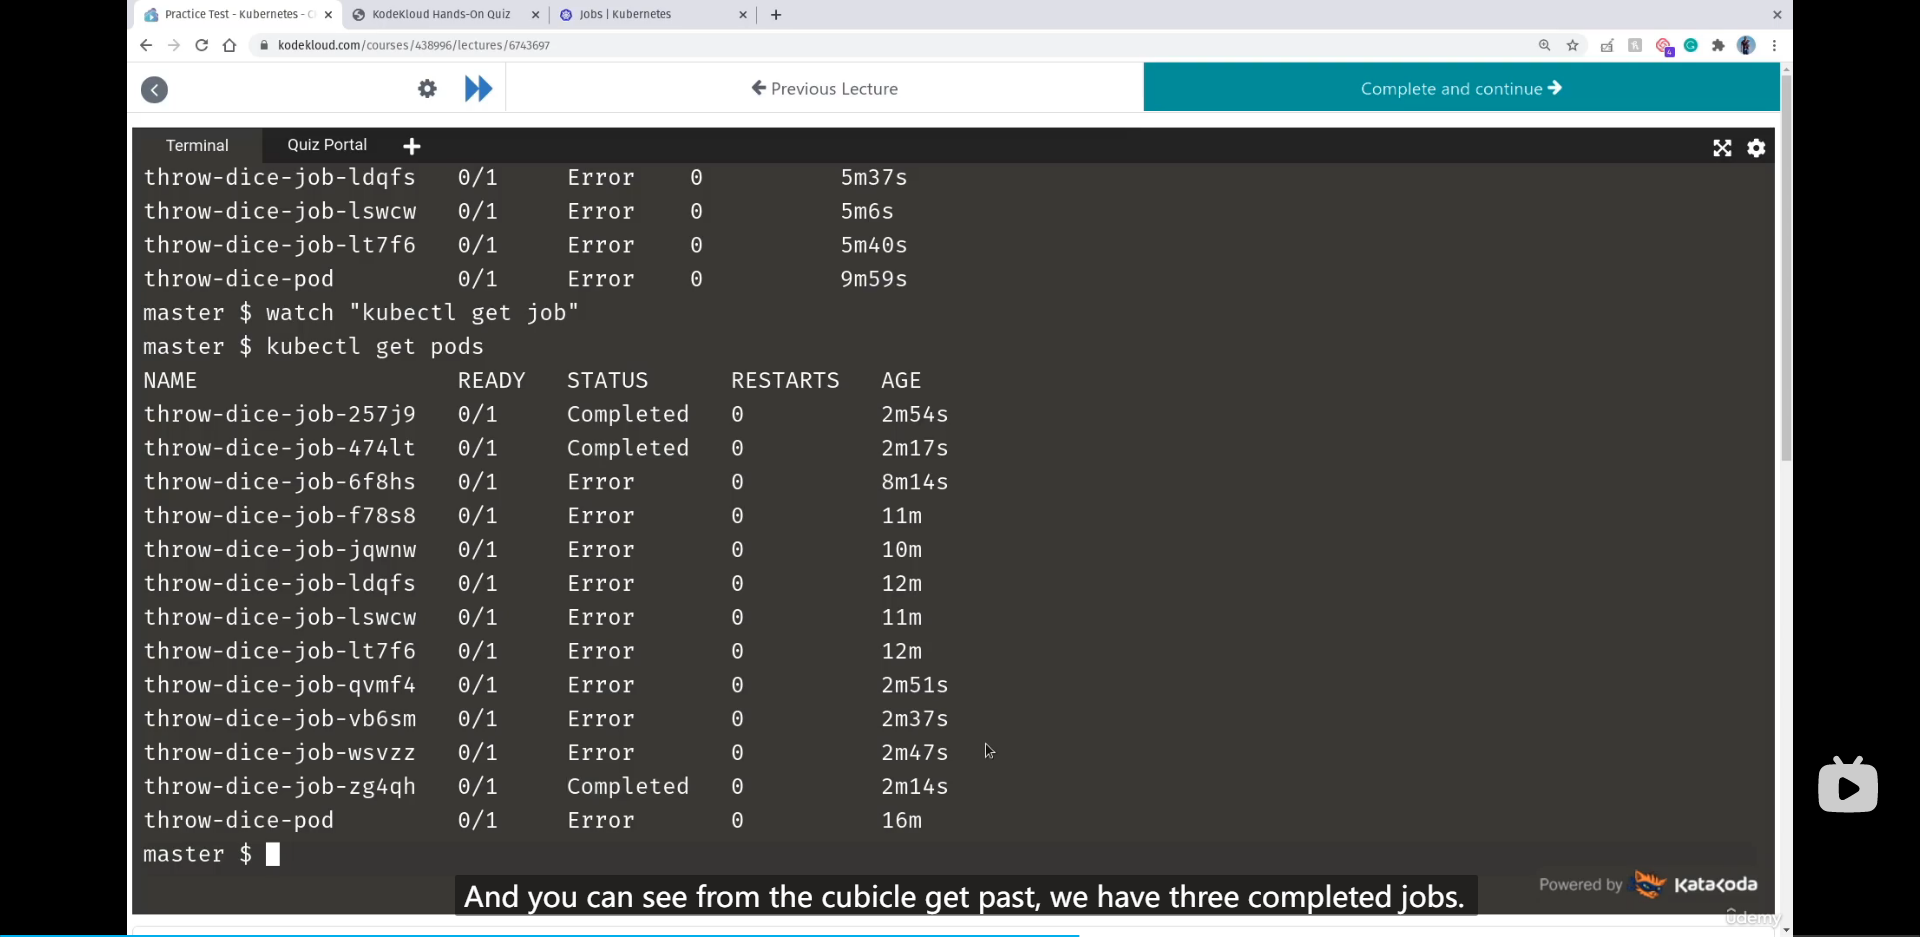 Practice Test - Kubernetes - C
KodeKloud Hands-On Quiz
Jobs | Kubernetes
kodekloud.com/courses/438996/lectures/6743697
4
Previous Lecture
Complete and continue
Terminal
Quiz Portal
throw-dice-job-ldqfs 0/1 Error 0 5m37s
throw-dice-job-lswcw 0/1 Error 0 5m6s
throw-dice-job-lt7f6 0/1 Error 0 5m40s
throw-dice-pod 0/1 Error 0 9m59s
master $ watch "kubectl get job"
master $ kubectl get pods
NAME READY STATUS RESTARTS AGE
throw-dice-job-257j9 0/1 Completed 0 2m54s
throw-dice-job-474lt 0/1 Completed 0 2m17s
throw-dice-job-6f8hs 0/1 Error 0 8m14s
throw-dice-job-f78s8 0/1 Error 0 11m
throw-dice-job-jqwnw 0/1 Error 0 10m
throw-dice-job-ldqfs 0/1 Error 0 12m
throw-dice-job-lswcw 0/1 Error 0 11m
throw-dice-job-lt7f6 0/1 Error 0 12m
throw-dice-job-qvmf4 0/1 Error 0 2m51s
throw-dice-job-vb6sm 0/1 Error 0 2m37s
throw-dice-job-wsvzz 0/1 Error 0 2m47s
throw-dice-job-zg4qh 0/1 Completed 0 2m14s
throw-dice-pod 0/1 Error 0 16m
master $
Powered by Katacoda
And you can see from the cubicle get past, we have three completed jobs.
ûdemy